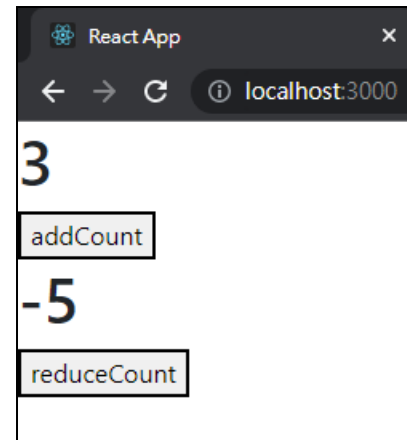 React App
localhost:3000
3
addCount
-5
reduceCount